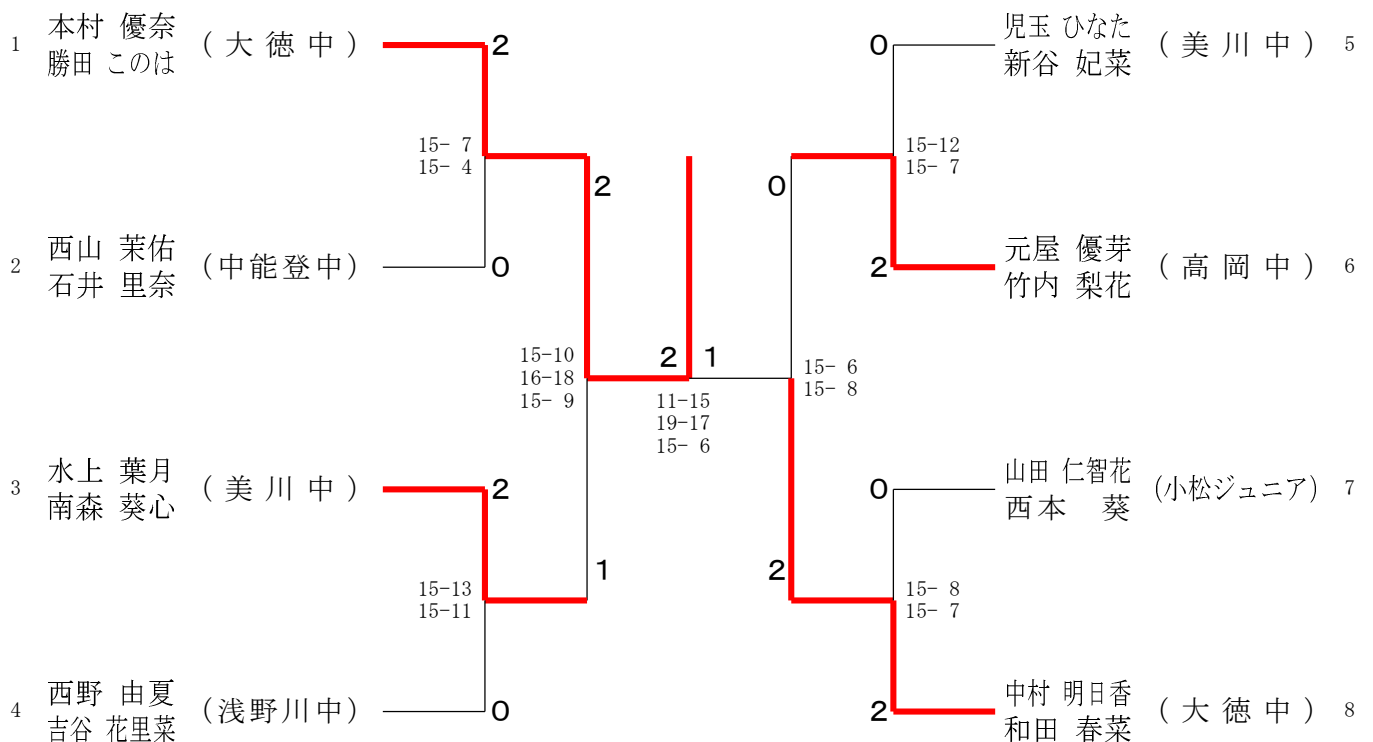 1 本村 優奈 (大徳中) 2
勝田 このは
15- 7
15- 4
2 西山 茉佑 (中能登中) 0
石井 里奈
2
15-10
16-18
15- 9
3 水上 葉月 (美川中) 2
南森 葵心
15-13
15-11
1
4 西野 由夏 (浅野川中) 0
吉谷 花里菜
2 1
11-15
19-17
15- 6
0 児玉 ひなた (美川中) 5
新谷 妃菜
15-12
15- 7
0
2 元屋 優芽 (高岡中) 6
竹内 梨花
15- 6
15- 8
0 山田 仁智花 (小松ジュニア) 7
西本 葵
2
15- 8
15- 7
2 中村 明日香 (大徳中) 8
和田 春菜